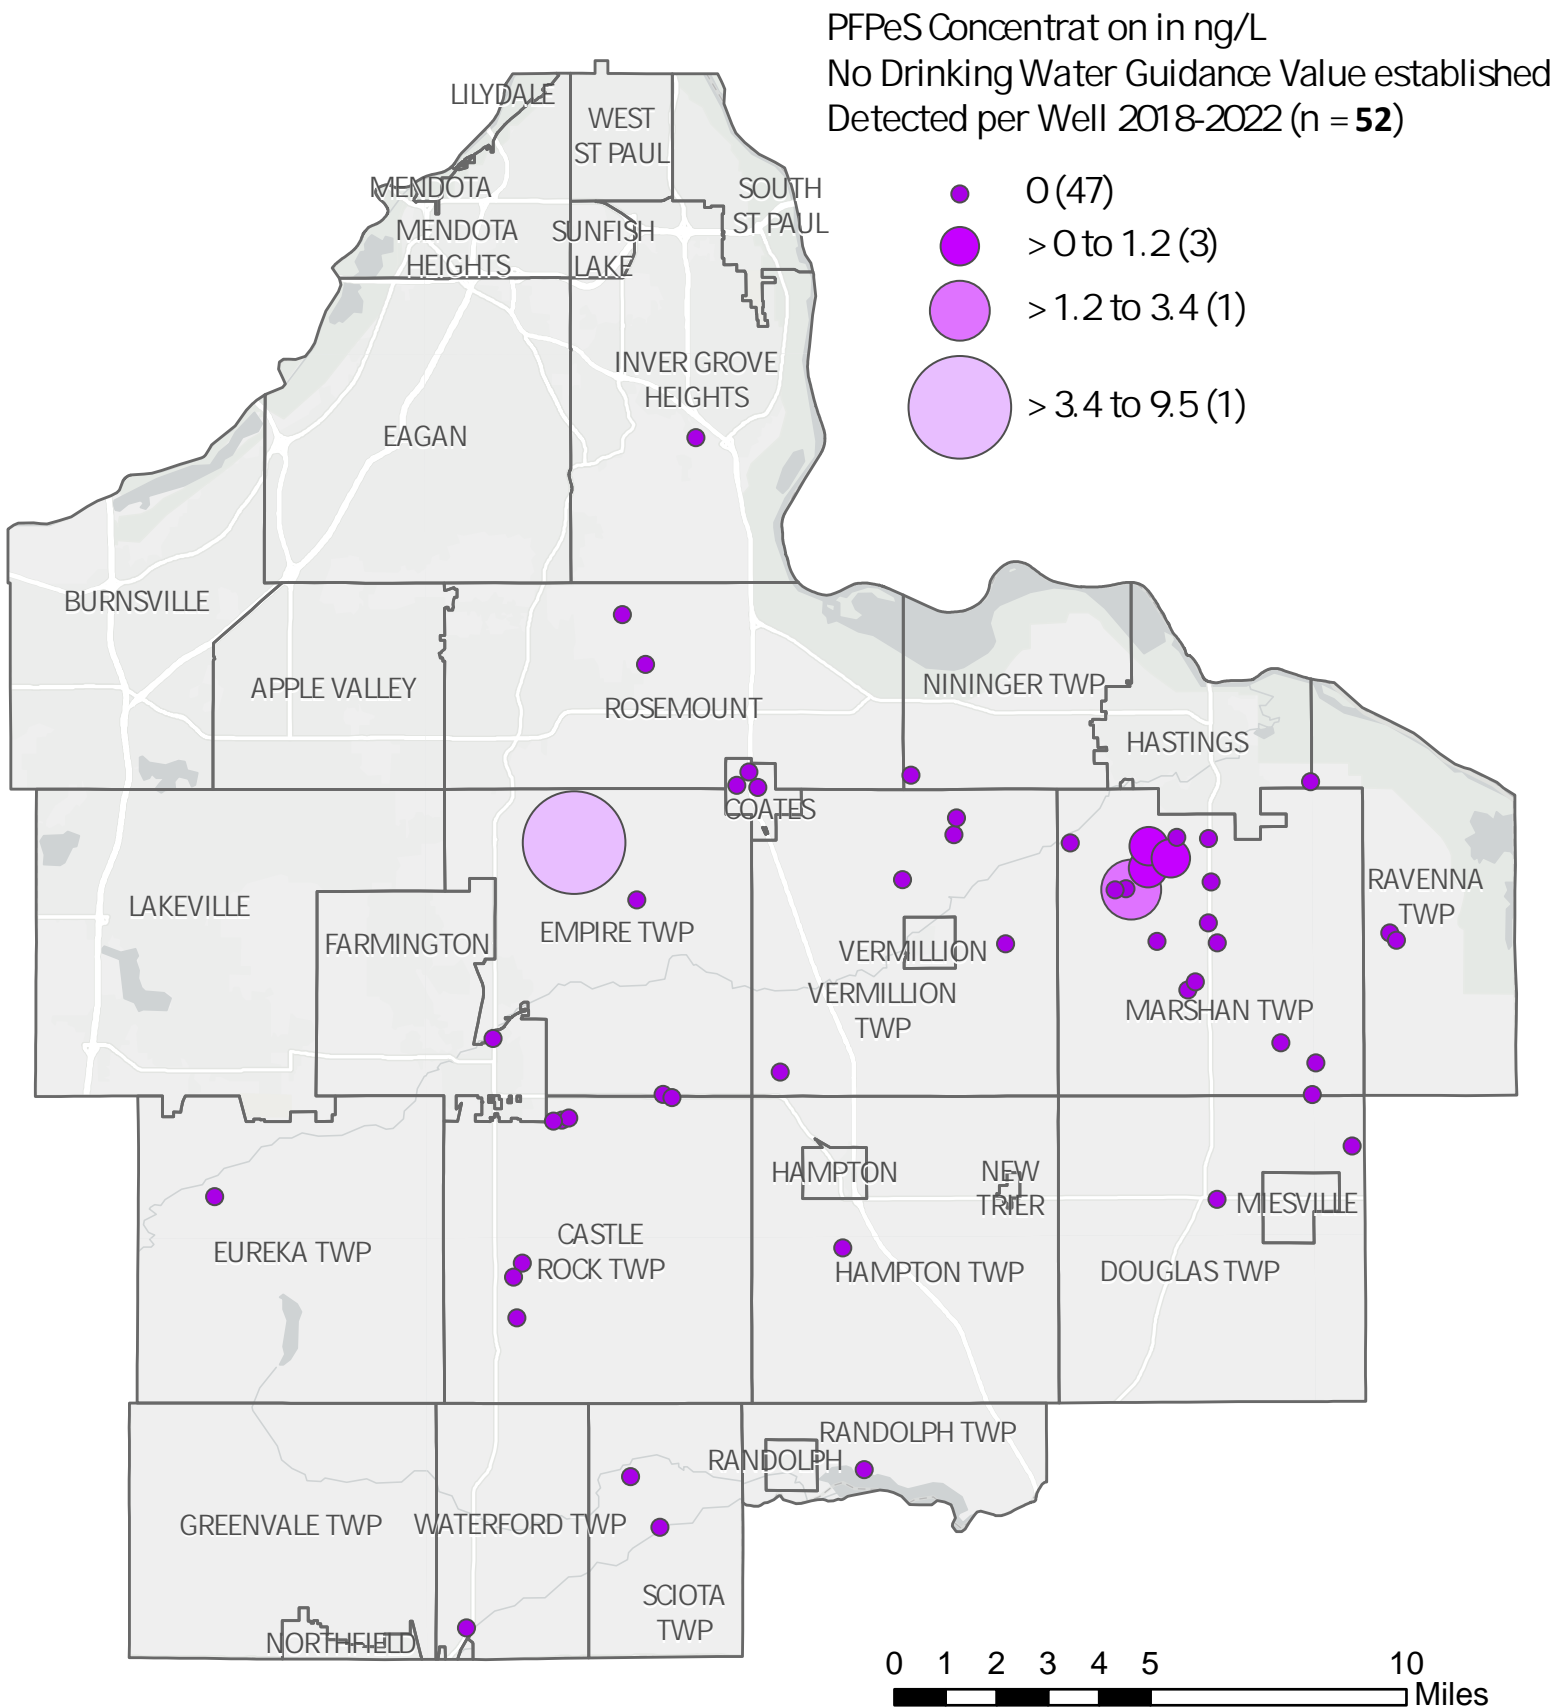 PFPeS Concentrat on in ng/L
No Drinking Water Guidance Value established
Detected per Well 2018-2022 (n = 52)
0 (47)
> 0 to 1.2 (3)
> 1.2 to 3.4 (1)
> 3.4 to 9.5 (1)
LILYDALE
WEST
ST PAUL
MENDOTA
SOUTH
ST PAUL
MENDOTA
HEIGHTS
SUNFISH
LAKE
INVER GROVE
HEIGHTS
EAGAN
BURNSVILLE
APPLE VALLEY
ROSEMOUNT
NININGER TWP
HASTINGS
COATES
LAKEVILLE
FARMINGTON
EMPIRE TWP
VERMILLION
VERMILLION
TWP
RAVENNA
TWP
MARSHAN TWP
HAMPTON
NEW
TRIER
MIESVILLE
EUREKA TWP
CASTLE
ROCK TWP
HAMPTON TWP
DOUGLAS TWP
RANDOLPH TWP
RANDOLPH
GREENVALE TWP
WATERFORD TWP
SCIOTA
TWP
NORTHFIELD
0 1 2 3 4 5 10
Miles